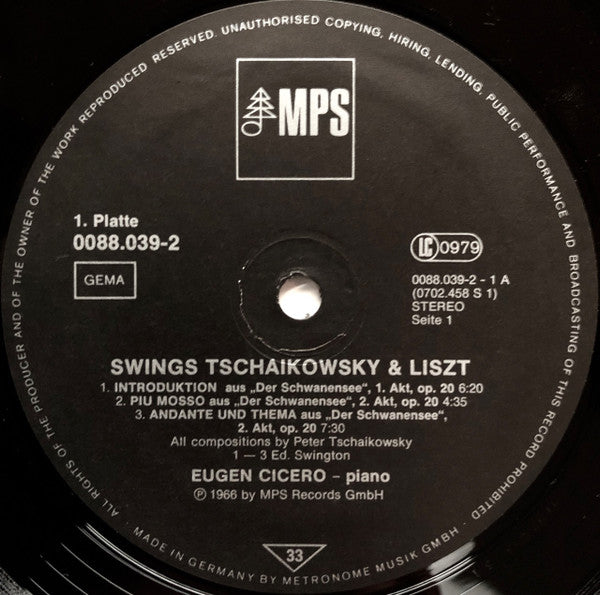 ALL RIGHTS OF THE PRODUCER AND OF THE OWNER OF THE WORK REPRODUCED RESERVED. UNAUTHORISED COPYING, HIRING, LENDING, PUBLIC PERFORMANCE AND BROADCASTING OF THIS RECORD PROHIBITED
MPS
1. Platte
0088.039-2
GEMA
LC 0979
0088.039-2 - 1 A
(0702.458 S 1)
STEREO
Seite 1
SWINGS TSCHAIKOWSKY & LISZT
1. INTRODUKTION aus „Der Schwanensee“, 1. Akt, op. 20 6:20
2. PIU MOSSO aus „Der Schwanensee“, 2. Akt, op. 20 4:35
3. ANDANTE UND THEMA aus „Der Schwanensee“,
2. Akt, op. 20 7:30
All compositions by Peter Tschaikowsky
1 — 3 Ed. Swington
EUGEN CICERO – piano
Ⓟ 1966 by MPS Records GmbH
33
MADE IN GERMANY BY METRONOME MUSIK GMBH